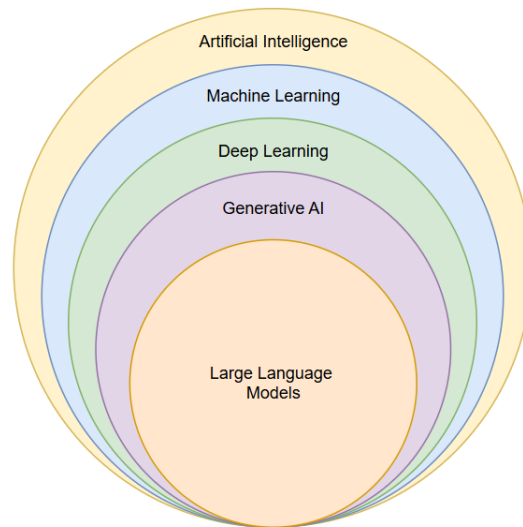 Artificial Intelligence
Machine Learning
Deep Learning
Generative AI
Large Language
Models